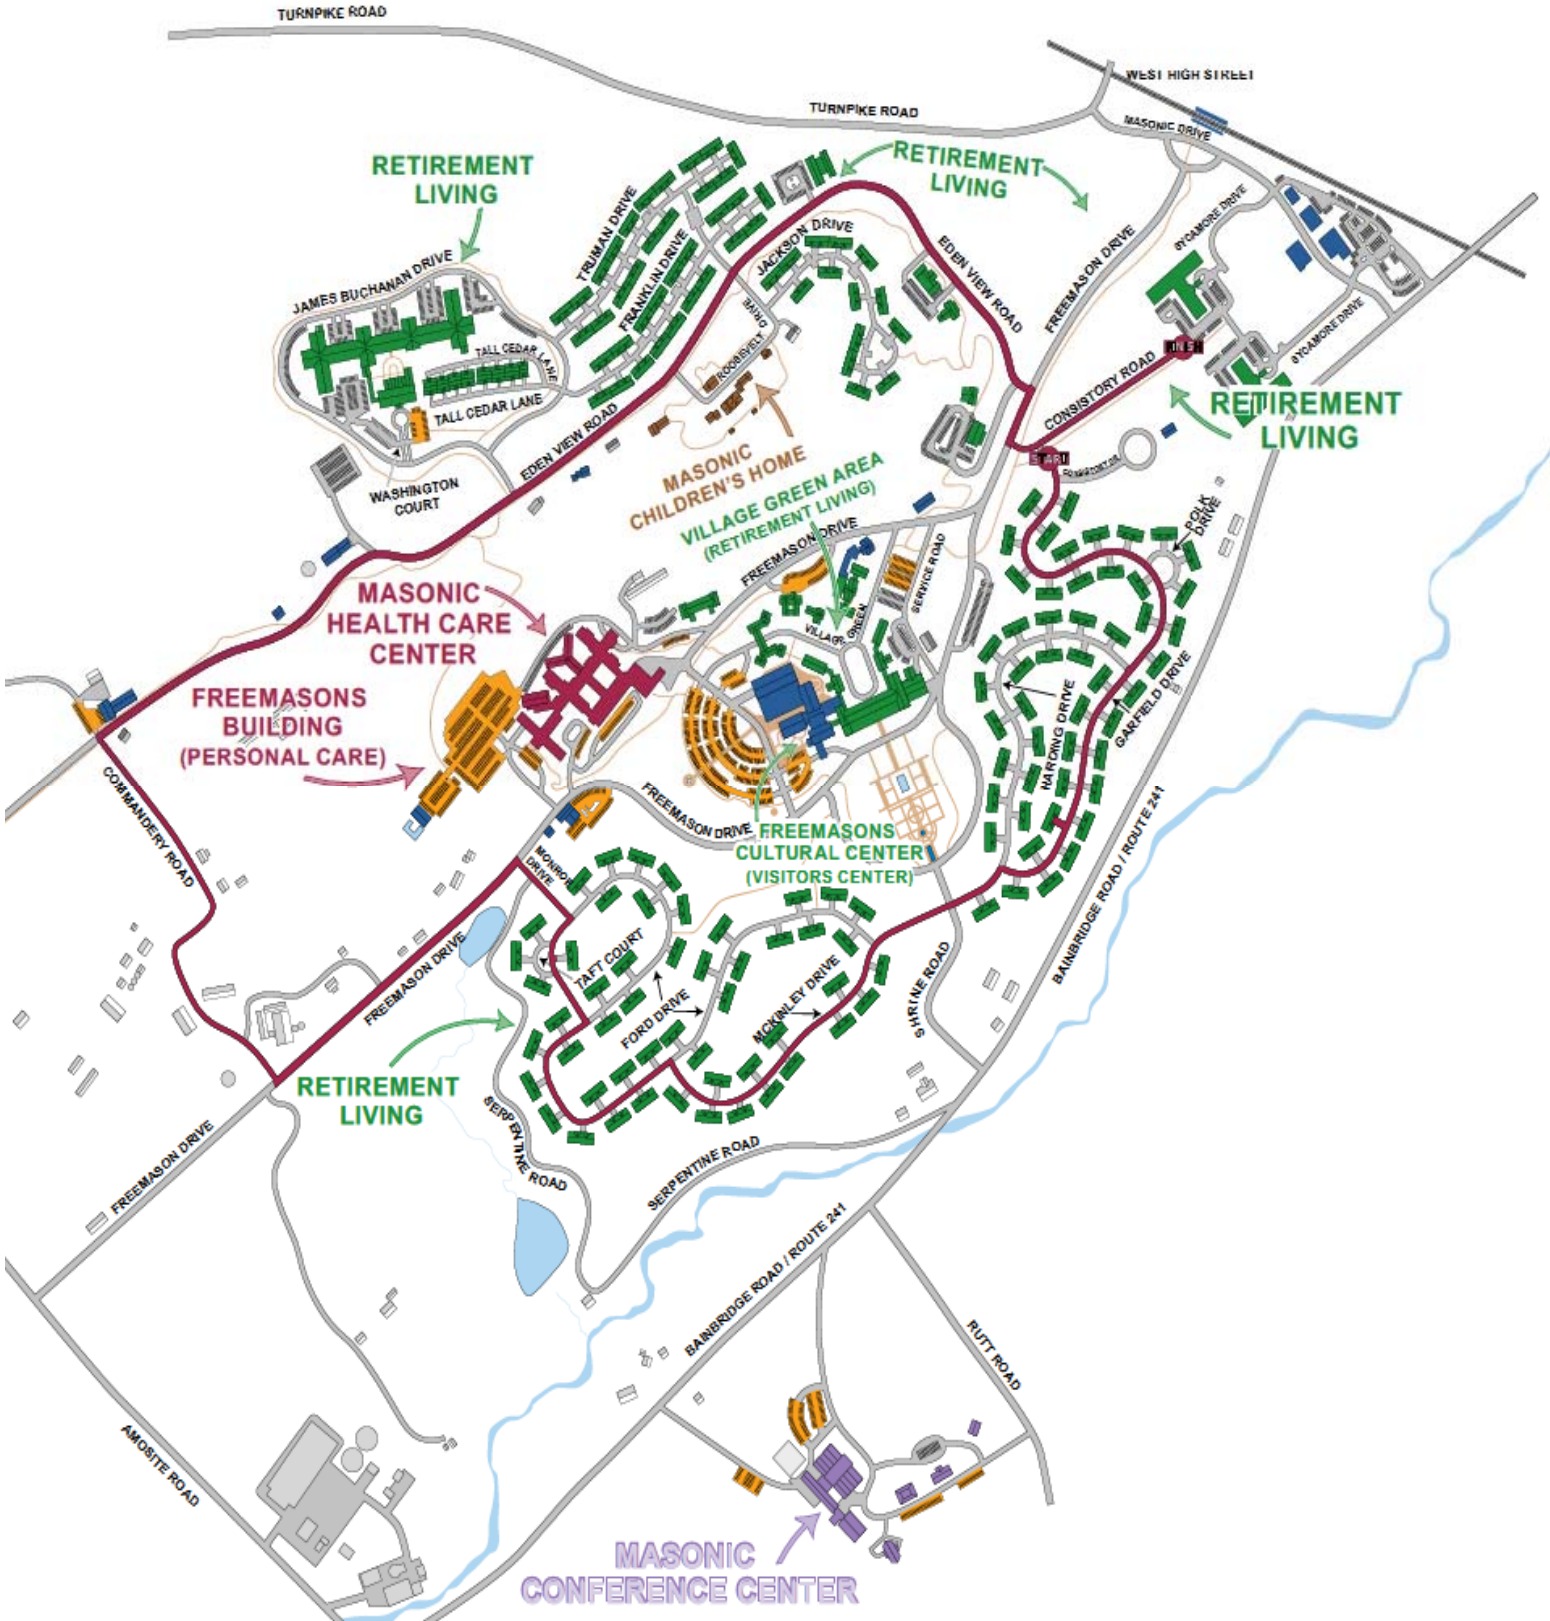 TURNPIKE ROAD
WEST HIGH STREET
TURNPIKE ROAD
MASONIC DRIVE
RETIREMENT
LIVING
RETIREMENT
LIVING
SYCAMORE DRIVE
TRUMAN DRIVE
FRANKLIN DRIVE
JACKSON DRIVE
EDEN VIEW ROAD
FREEMASON DRIVE
JAMES BUCHANAN DRIVE
SYCAMORE DRIVE
ROOSEVELT
DRIVE
TALL CEDAR LANE
TALL CEDAR LANE
CONSISTORY ROAD
FINISH
RETIREMENT
LIVING
EDEN VIEW ROAD
START
WASHINGTON
COURT
MASONIC
CHILDREN'S HOME
VILLAGE GREEN AREA
(RETIREMENT LIVING)
POLK
DRIVE
FREEMASON DRIVE
SERVICE ROAD
MASONIC
HEALTH CARE
CENTER
VILLAGE GREEN
FREEMASONS
BUILDING
(PERSONAL CARE)
HARDING DRIVE
GARFIELD DRIVE
COMMANDERY ROAD
FREEMASON DRIVE
FREEMASONS
CULTURAL CENTER
(VISITORS CENTER)
BAINBRIDGE ROAD / ROUTE 241
MONROE
DRIVE
TAFT COURT
FREEMASON DRIVE
FORD DRIVE
MCKINLEY DRIVE
SHRINE ROAD
RETIREMENT
LIVING
SERPENTINE ROAD
SERPENTINE ROAD
FREEMASON DRIVE
BAINBRIDGE ROAD / ROUTE 241
RUTT ROAD
AMOSITE ROAD
MASONIC
CONFERENCE CENTER